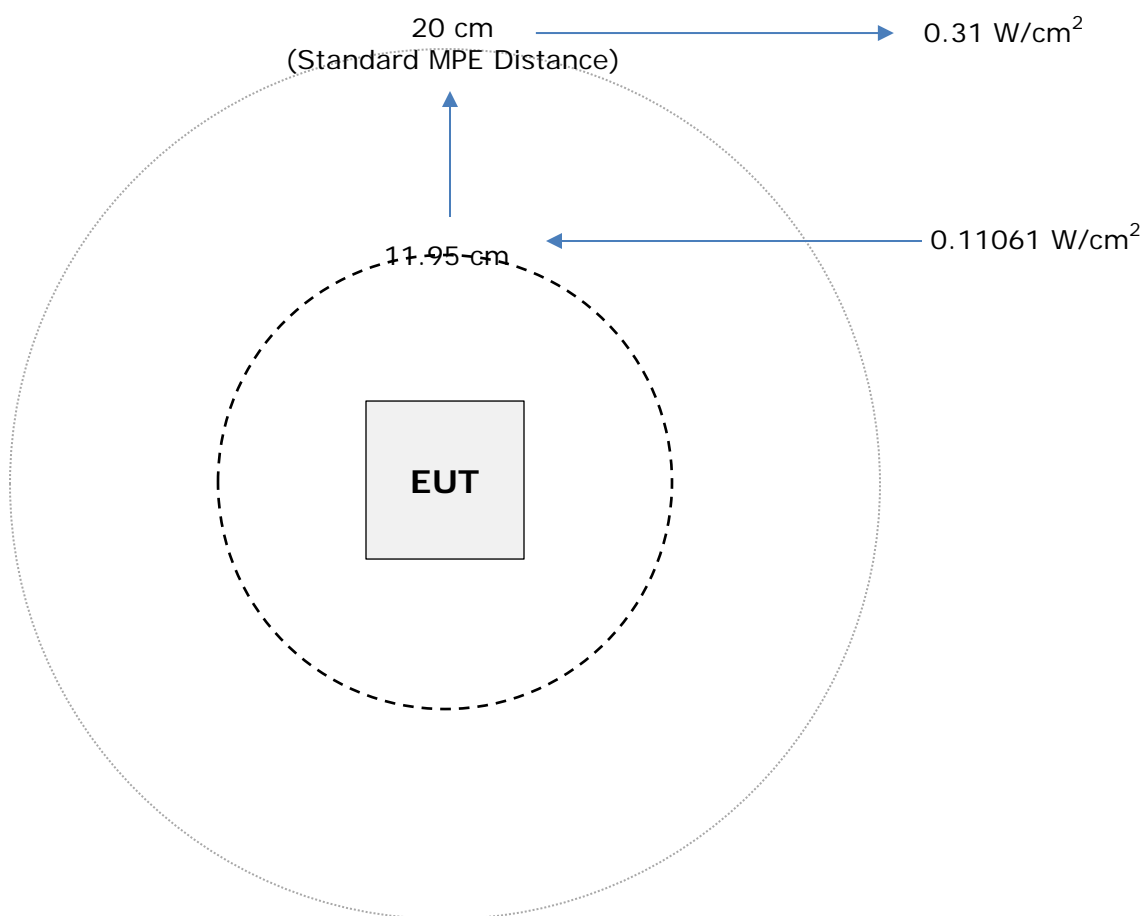 20 cm
(Standard MPE Distance)
0.31 W/cm²
11.95 cm
0.11061 W/cm²
EUT